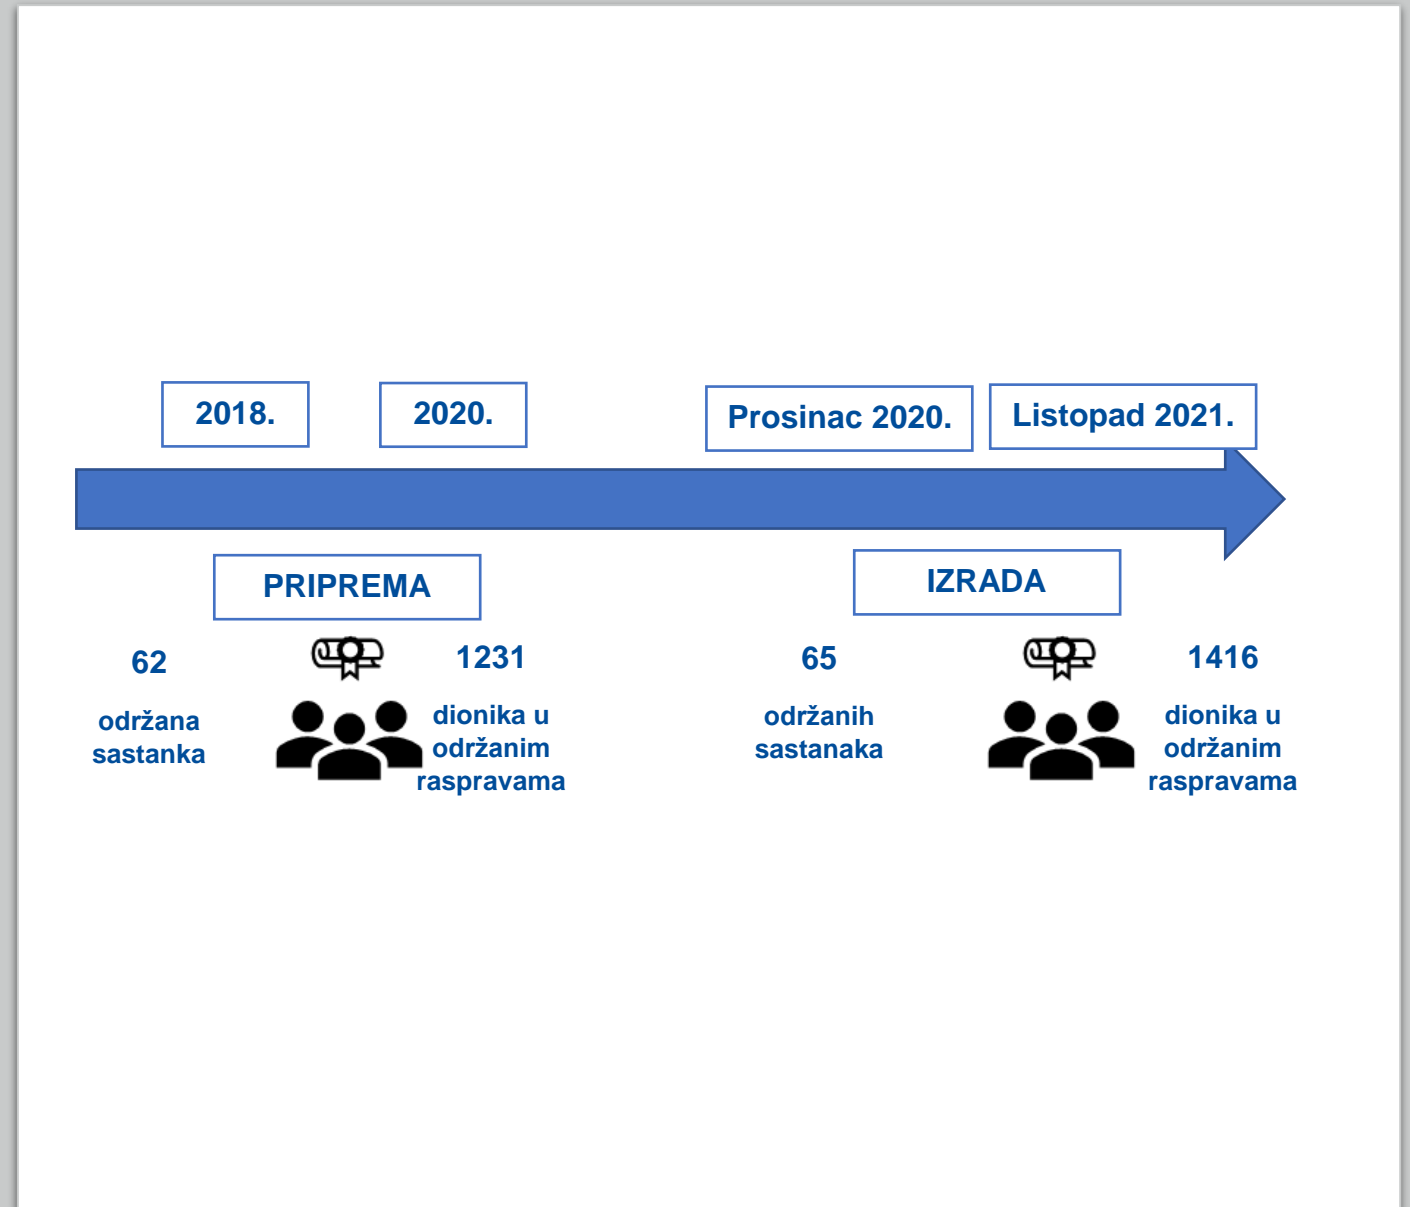 2018.
2020.
Prosinac 2020.
Listopad 2021.
PRIPREMA
IZRADA
62
održana
sastanka
1231
dionika u
održanim
raspravama
65
održanih
sastanaka
1416
dionika u
održanim
raspravama